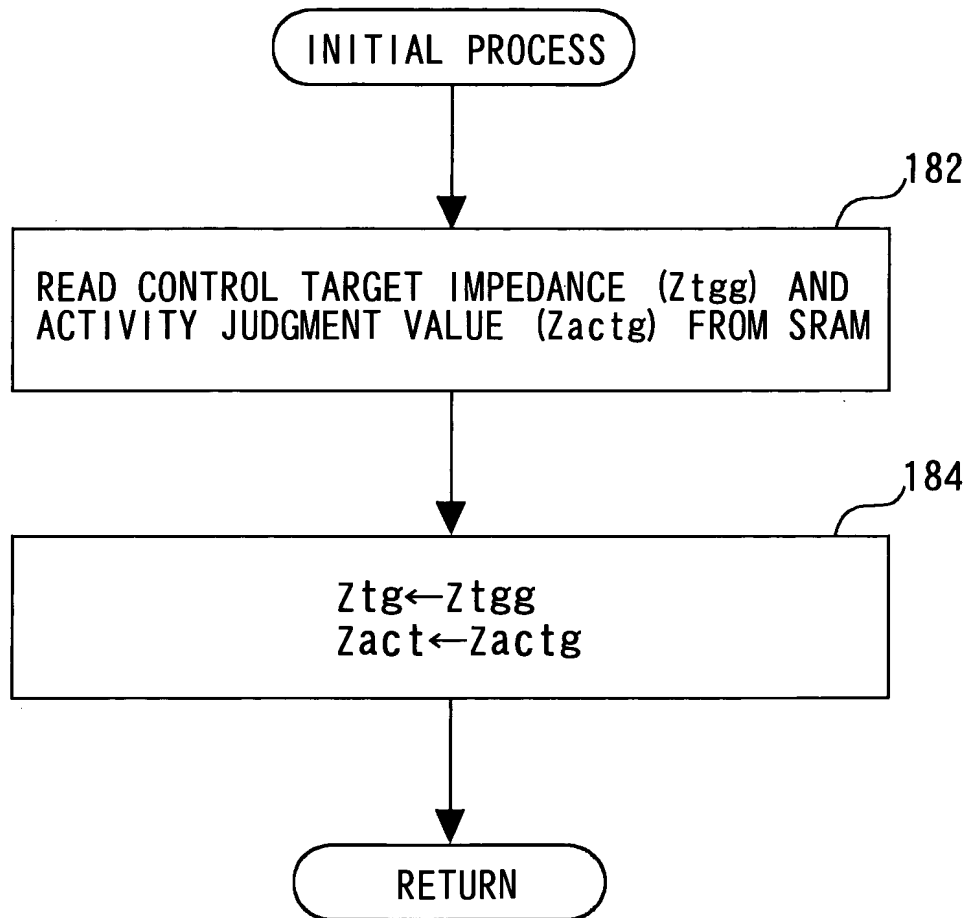 INITIAL PROCESS
182
READ CONTROL TARGET IMPEDANCE (Ztgg) AND
ACTIVITY JUDGMENT VALUE (Zactg) FROM SRAM
184
Ztg←Ztgg
Zact←Zactg
RETURN